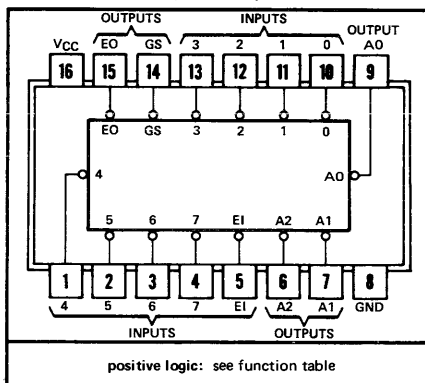 OUTPUTS INPUTS OUTPUT
VCC EO GS 3 2 1 0 A0
16 15 14 13 12 11 10 9
EO GS 3 2 1 0
4 A0
5 6 7 EI A2 A1
1 2 3 4 5 6 7 8
4 5 6 7 EI A2 A1 GND
INPUTS OUTPUTS
positive logic: see function table